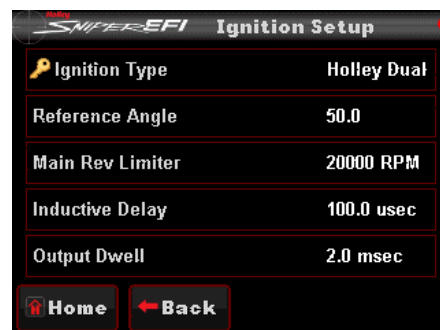 Holley
SNIPER EFI Ignition Setup
Ignition Type Holley Dual
Reference Angle 50.0
Main Rev Limiter 20000 RPM
Inductive Delay 100.0 usec
Output Dwell 2.0 msec
Home Back